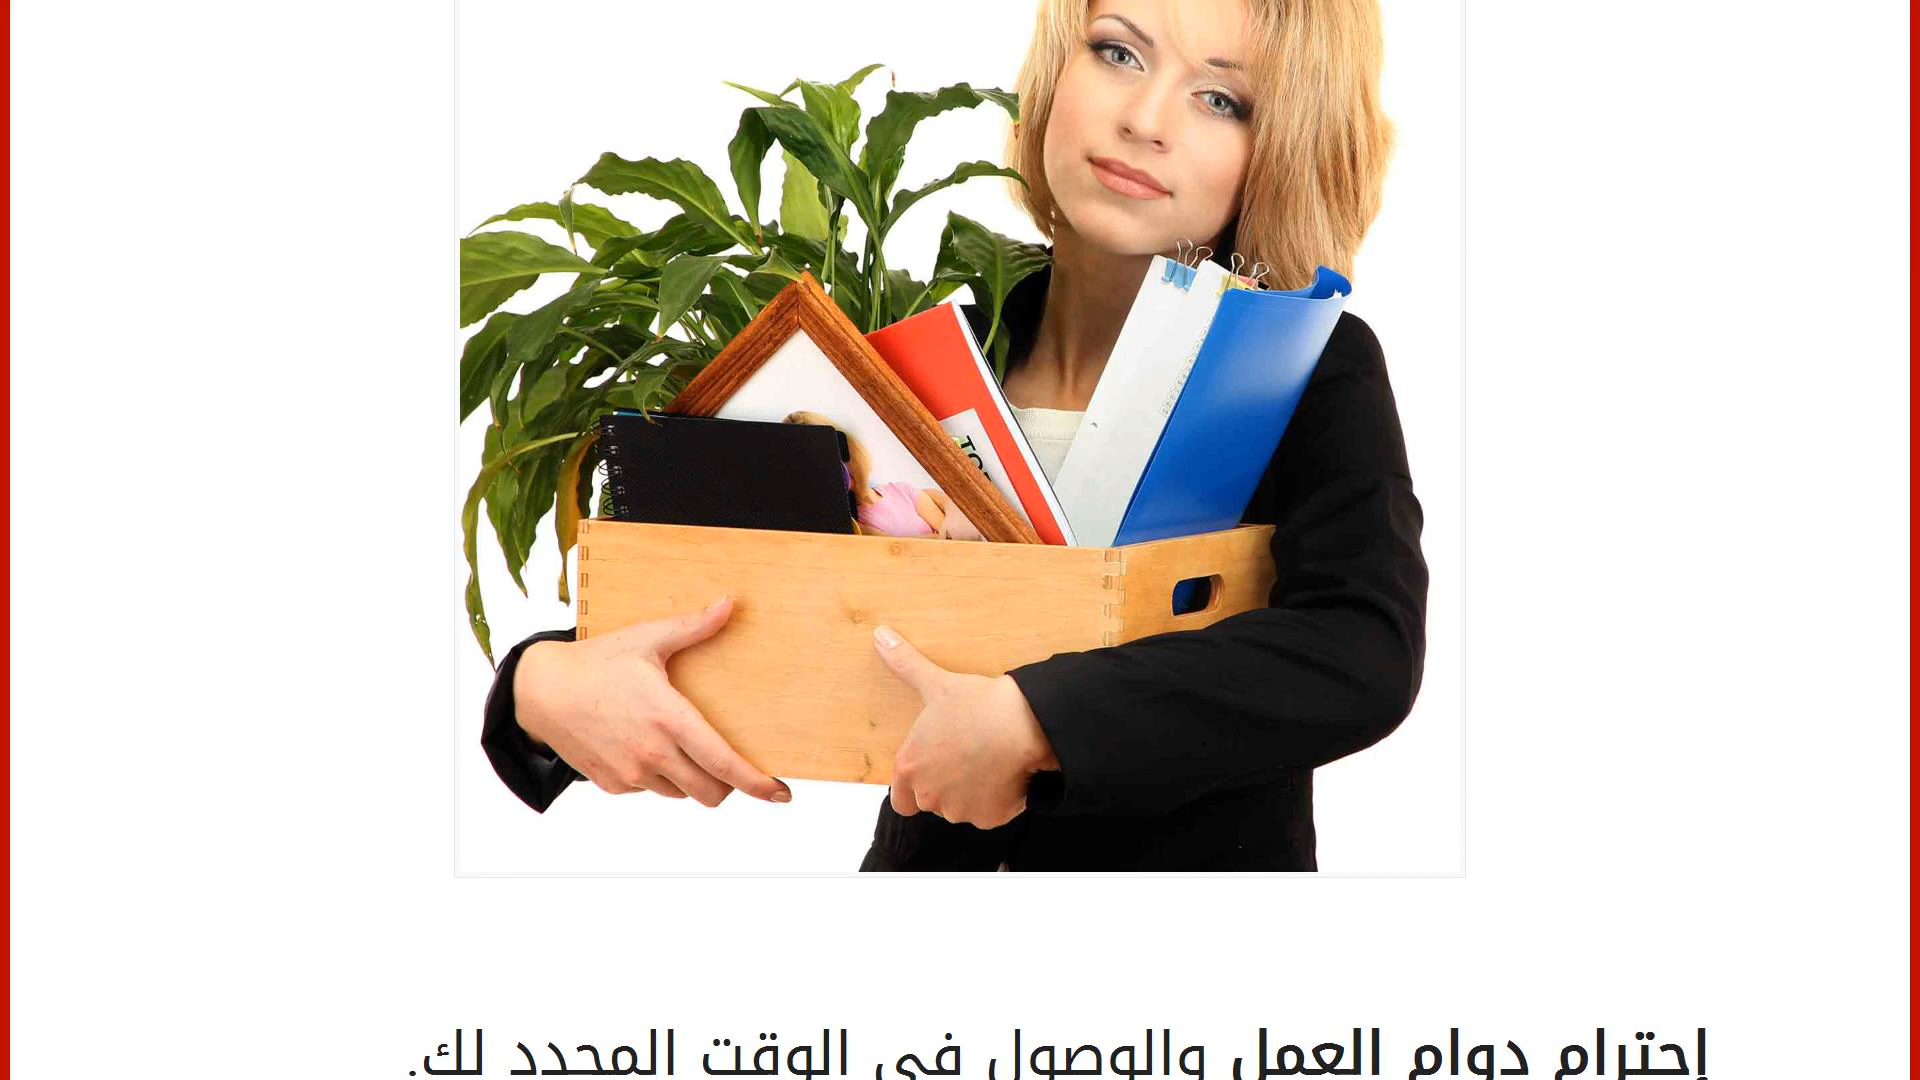 إحترام دوام العمل والوصول في الوقت المحدد لك.